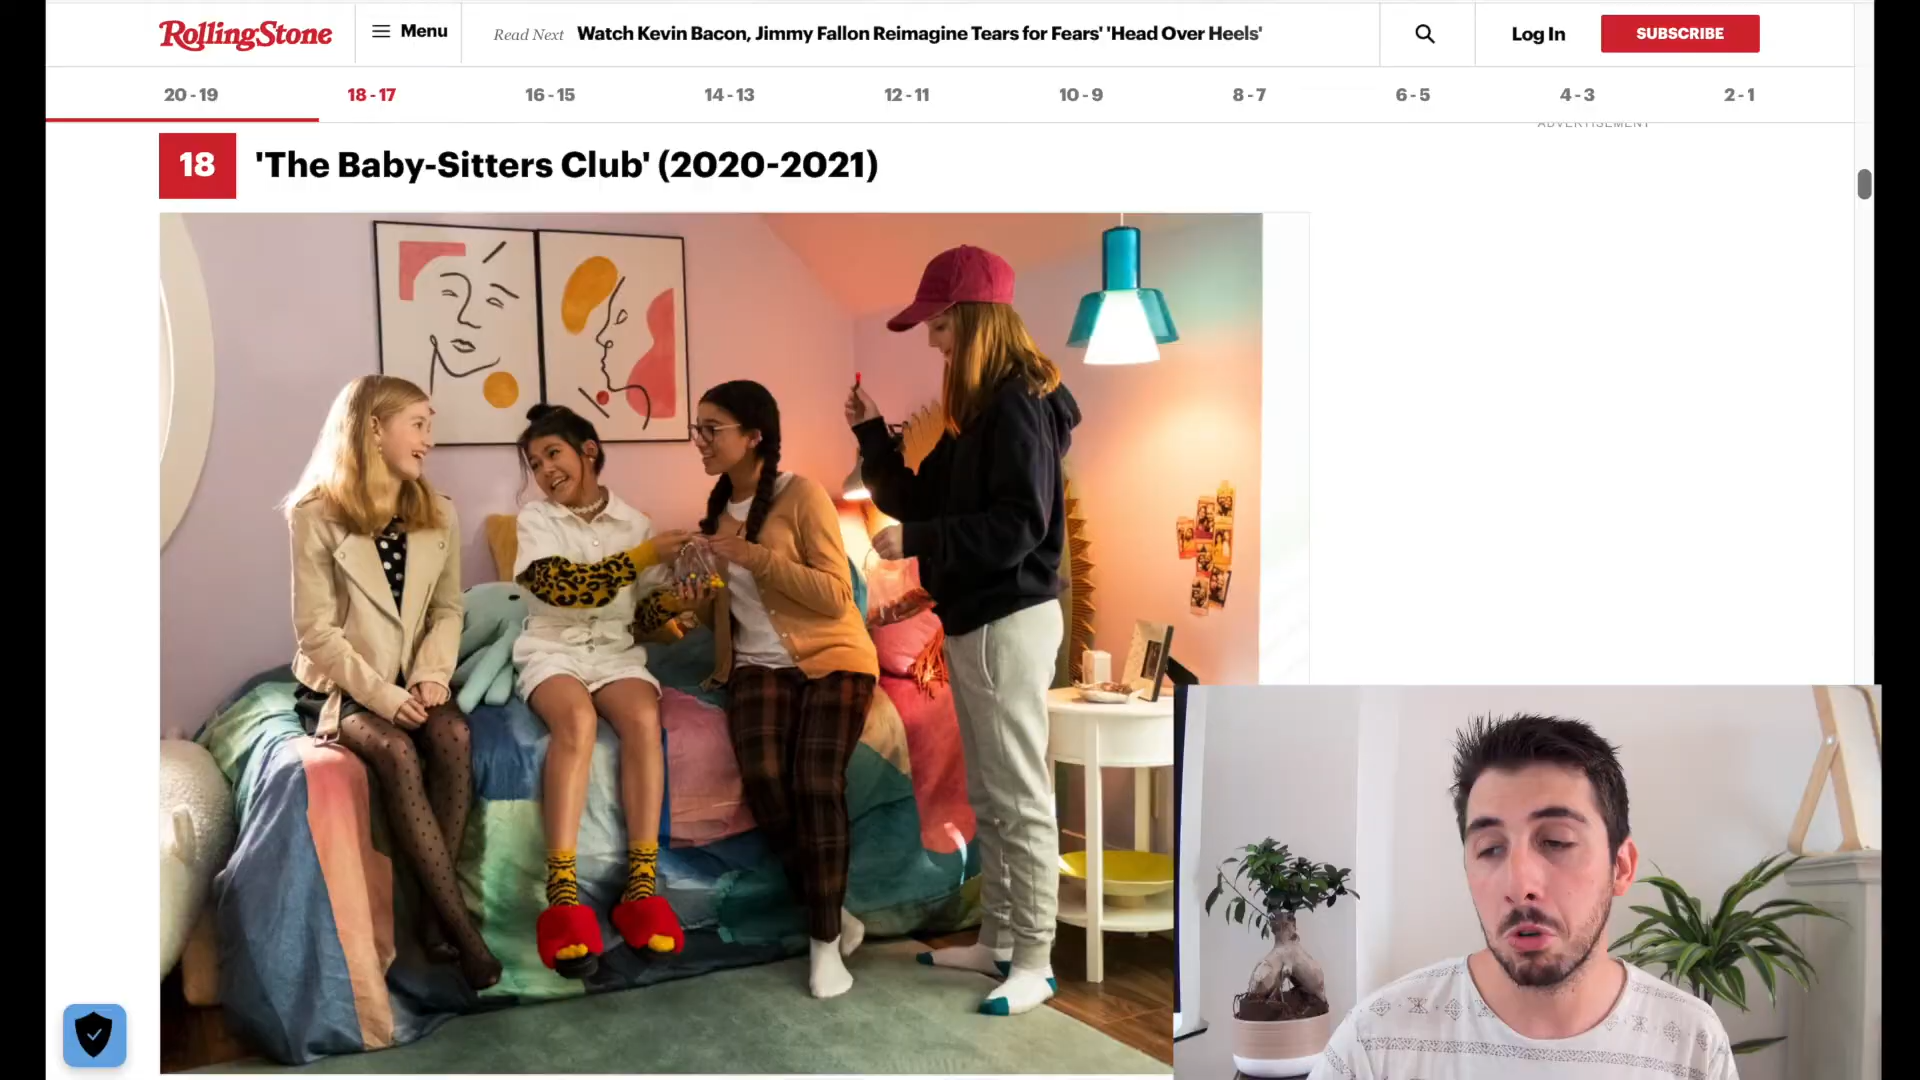 RollingStone
Menu
Read Next Watch Kevin Bacon, Jimmy Fallon Reimagine Tears for Fears' 'Head Over Heels'
Log In
SUBSCRIBE
20 - 19
18 - 17
16 - 15
14 - 13
12 - 11
10 - 9
8 - 7
6 - 5
4 - 3
2 - 1
ADVERTISEMENT
18 'The Baby-Sitters Club' (2020-2021)